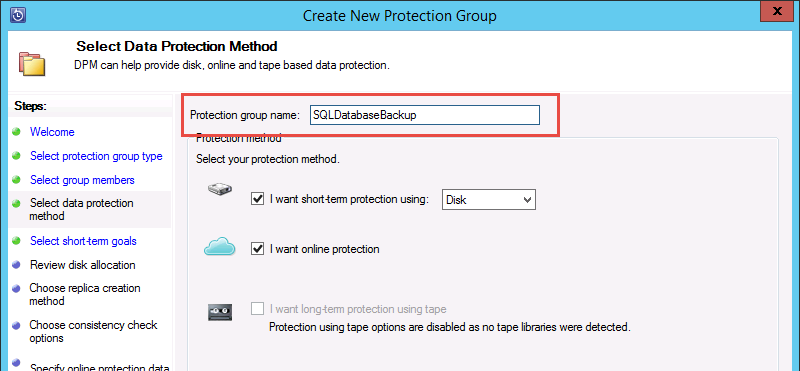 Create New Protection Group
x
Select Data Protection Method
DPM can help provide disk, online and tape based data protection.
Steps:
Welcome
Select protection group type
Select group members
Select data protection
method
Select short-term goals
Review disk allocation
Choose replica creation
method
Choose consistency check
options
Specify online protection data
Protection group name: SQLDatabaseBackup
Protection method
Select your protection method.
I want short-term protection using: Disk
I want online protection
I want long-term protection using tape
Protection using tape options are disabled as no tape libraries were detected.